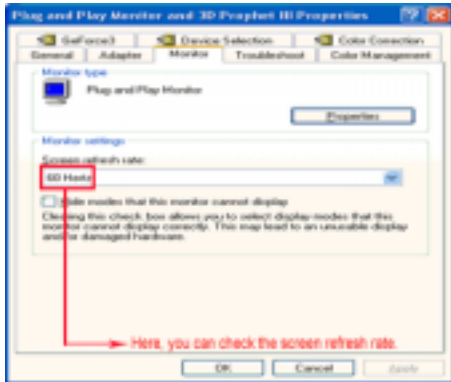 Plug and Play Monitor and 3D Prophet III Properties
GeForce3 Device Selection Color Correction
General Adapter Monitor Troubleshoot Color Management
Monitor type
Plug and Play Monitor
Properties
Monitor settings
Screen refresh rate:
60 Hertz
Hide modes that this monitor cannot display
Clearing this check box allows you to select display modes that this
monitor cannot display correctly. This may lead to an unusable display
and/or damaged hardware.
Here, you can check the screen refresh rate.
OK Cancel Apply